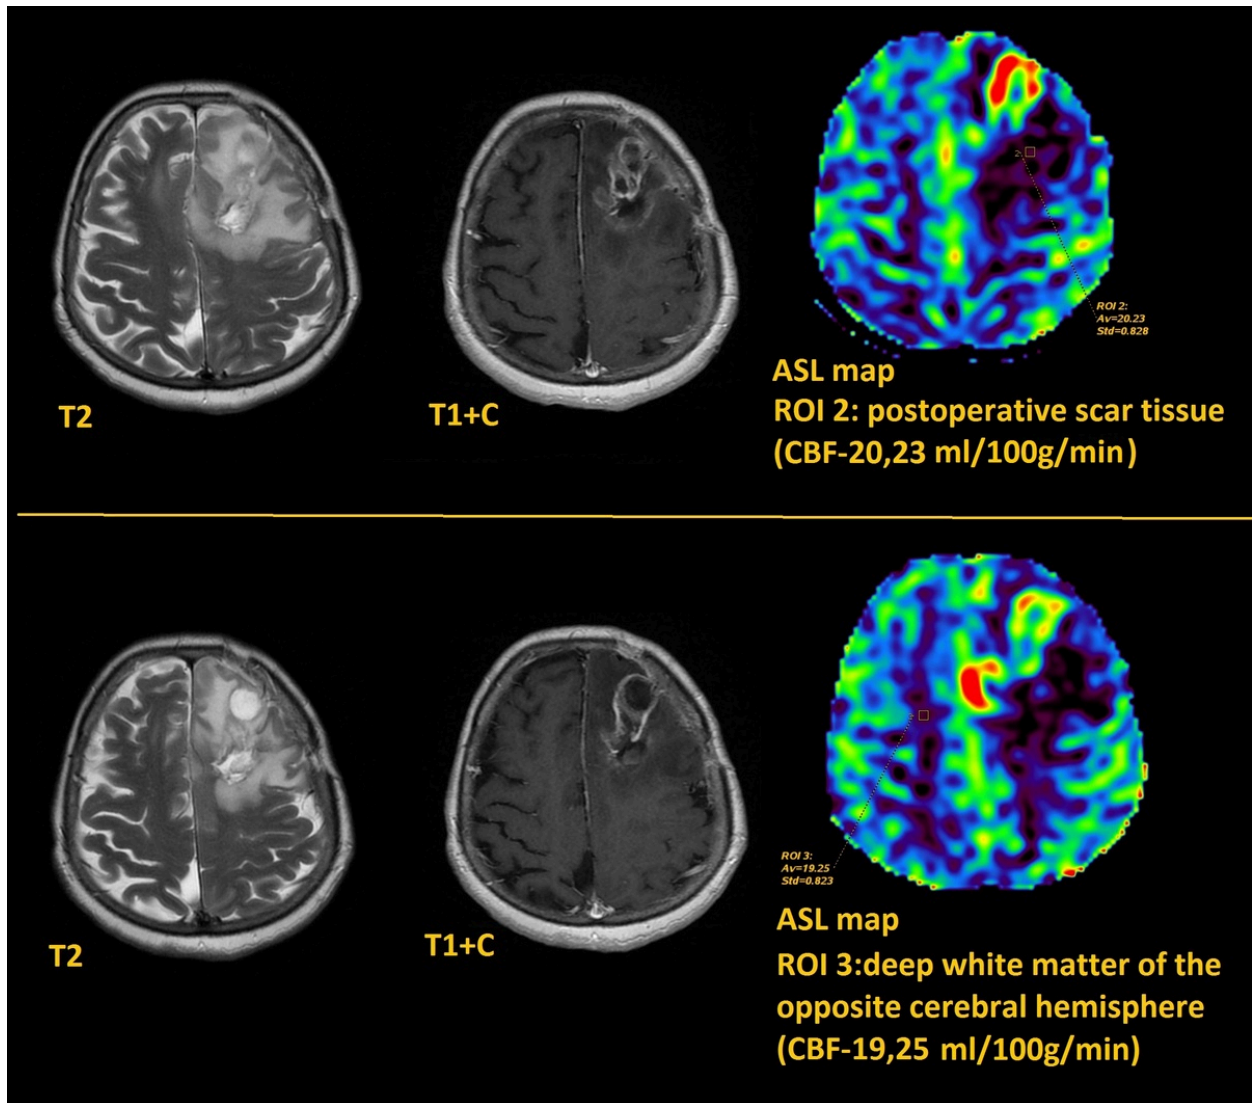 T2
T1+C
2
ROI 2:
Av=20.23
Std=0.828
ASL map
ROI 2: postoperative scar tissue
(CBF-20,23 ml/100g/min)
T2
T1+C
ROI 3:
Av=19.25
Std=0.823
ASL map
ROI 3:deep white matter of the
opposite cerebral hemisphere
(CBF-19,25 ml/100g/min)